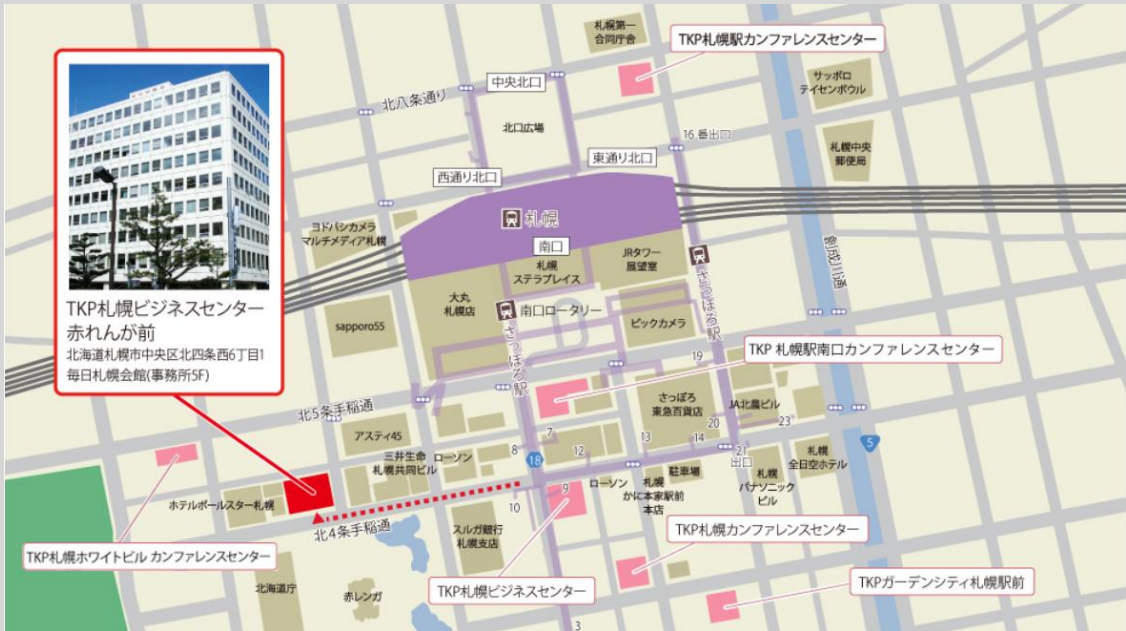 札幌第一
合同庁舎
TKP札幌駅カンファレンスセンター
中央北口
サッポロ
テイセンボウル
北八条通り
北口広場
16 番出口
東通り北口
札幌中央
郵便局
西通り北口
札幌
ヨドバシカメラ
マルチメディア札幌
南口
札幌
ステラプレイス
JRタワー
展望室
創成川通
TKP札幌ビジネスセンター
赤れんが前
北海道札幌市中央区北四条西6丁目1
毎日札幌会館(事務所5F)
大丸
札幌店
南口ロータリー
さっぽろ駅
さっぽろ駅
sapporo55
ビックカメラ
TKP 札幌駅南口カンファレンスセンター
19
北5条手稲通
さっぽろ
東急百貨店
JA北農ビル
アスティ45
7
20
23
三井生命
札幌共同ビル
ローソン
8
18
12
13
14
21
出口
5
札幌
全日空ホテル
ホテルポールスター札幌
9
10
ローソン
札幌
かに本家駅前
本店
駐車場
札幌
パナソニック
ビル
北4条手稲通
スルガ銀行
札幌支店
TKP札幌カンファレンスセンター
TKP札幌ホワイトビル カンファレンスセンター
北海道庁
赤レンガ
TKP札幌ビジネスセンター
TKPガーデンシティ札幌駅前
3